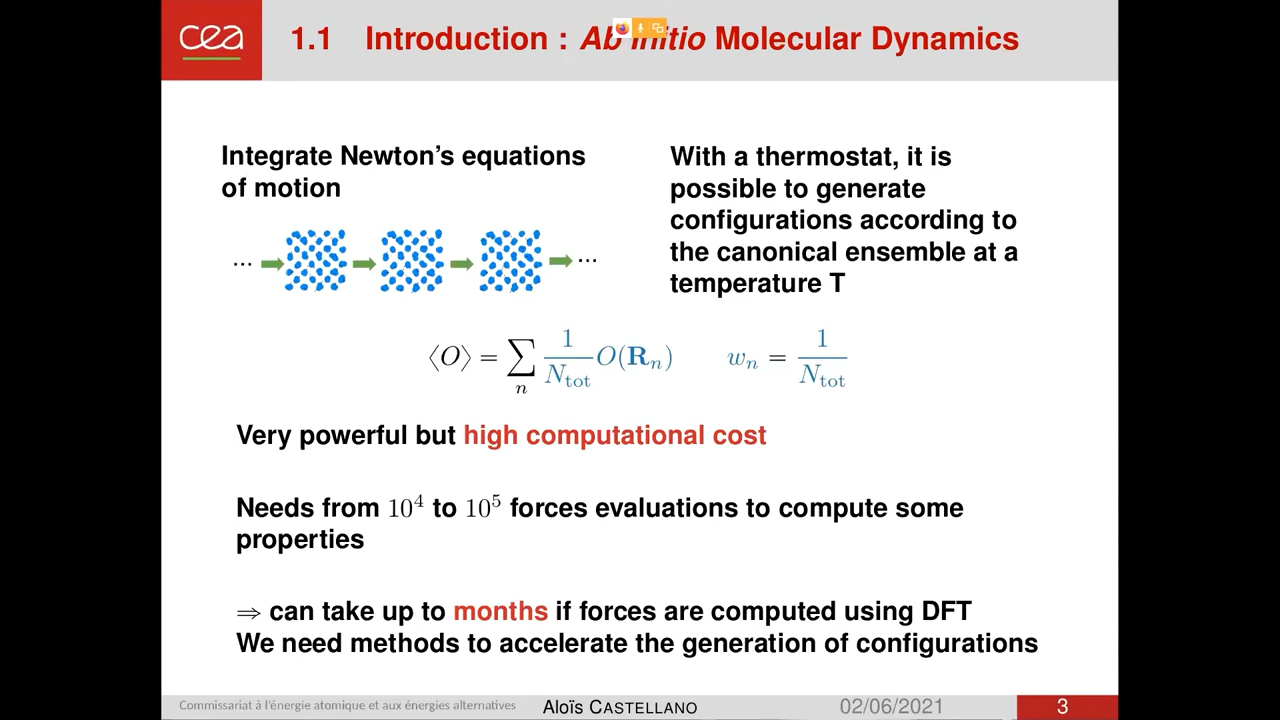 cea
1.1 Introduction : Ab initio Molecular Dynamics
Integrate Newton's equations
of motion
... ...
With a thermostat, it is
possible to generate
configurations according to
the canonical ensemble at a
temperature T
⟨O⟩ = ∑_n 1/N_tot O(R_n) w_n = 1/N_tot
Very powerful but high computational cost
Needs from 10^4 to 10^5 forces evaluations to compute some
properties
⇒ can take up to months if forces are computed using DFT
We need methods to accelerate the generation of configurations
Commissariat à l'énergie atomique et aux énergies alternatives Aloïs CASTELLANO 02/06/2021 3